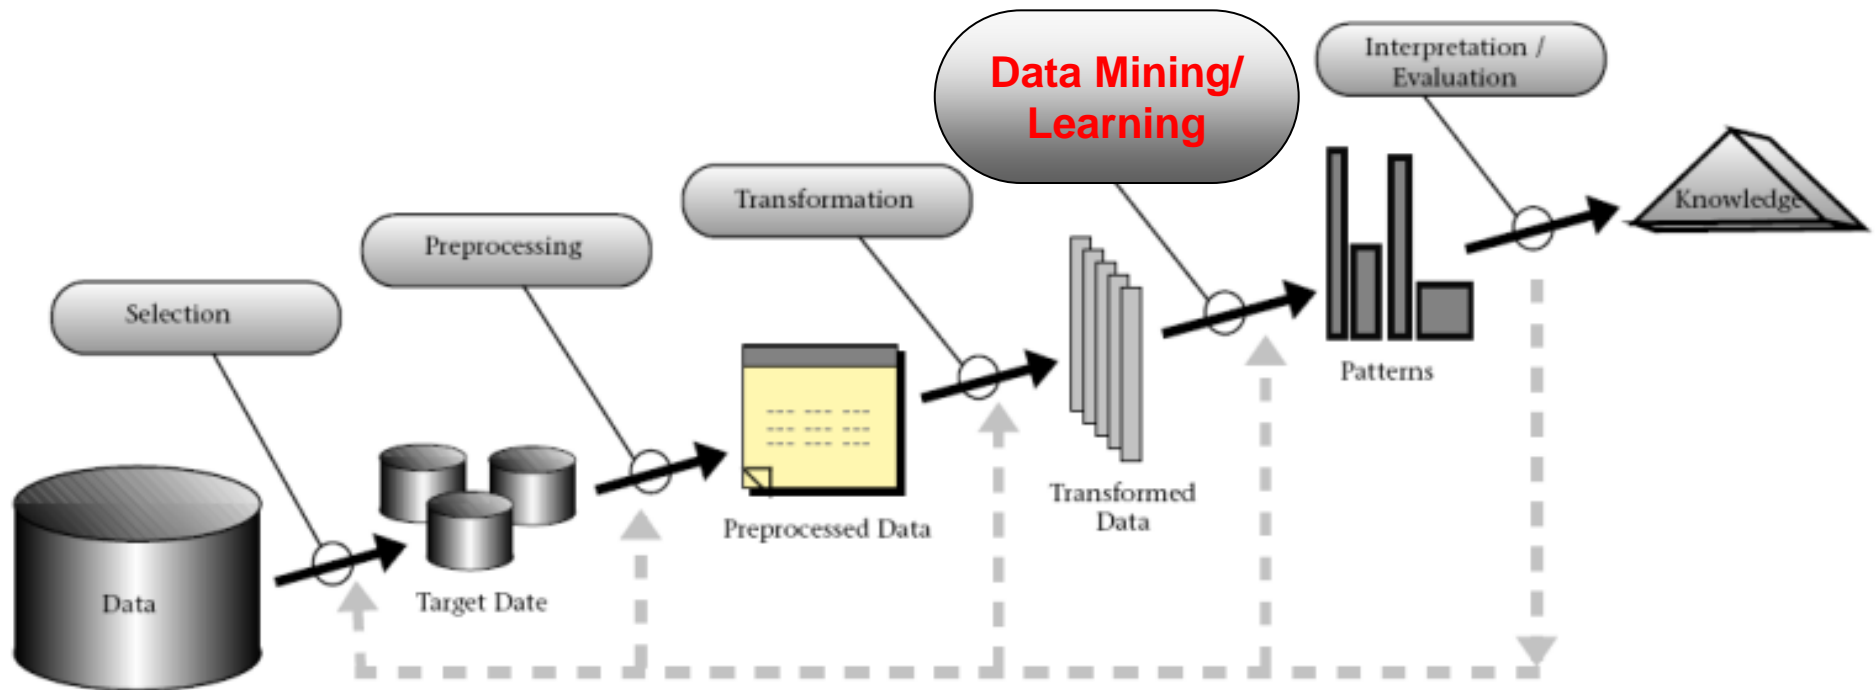 Data Mining/
Learning
Interpretation /
Evaluation
Transformation
Knowledge
Preprocessing
Selection
Patterns
Transformed
Data
Preprocessed Data
Target Date
Data